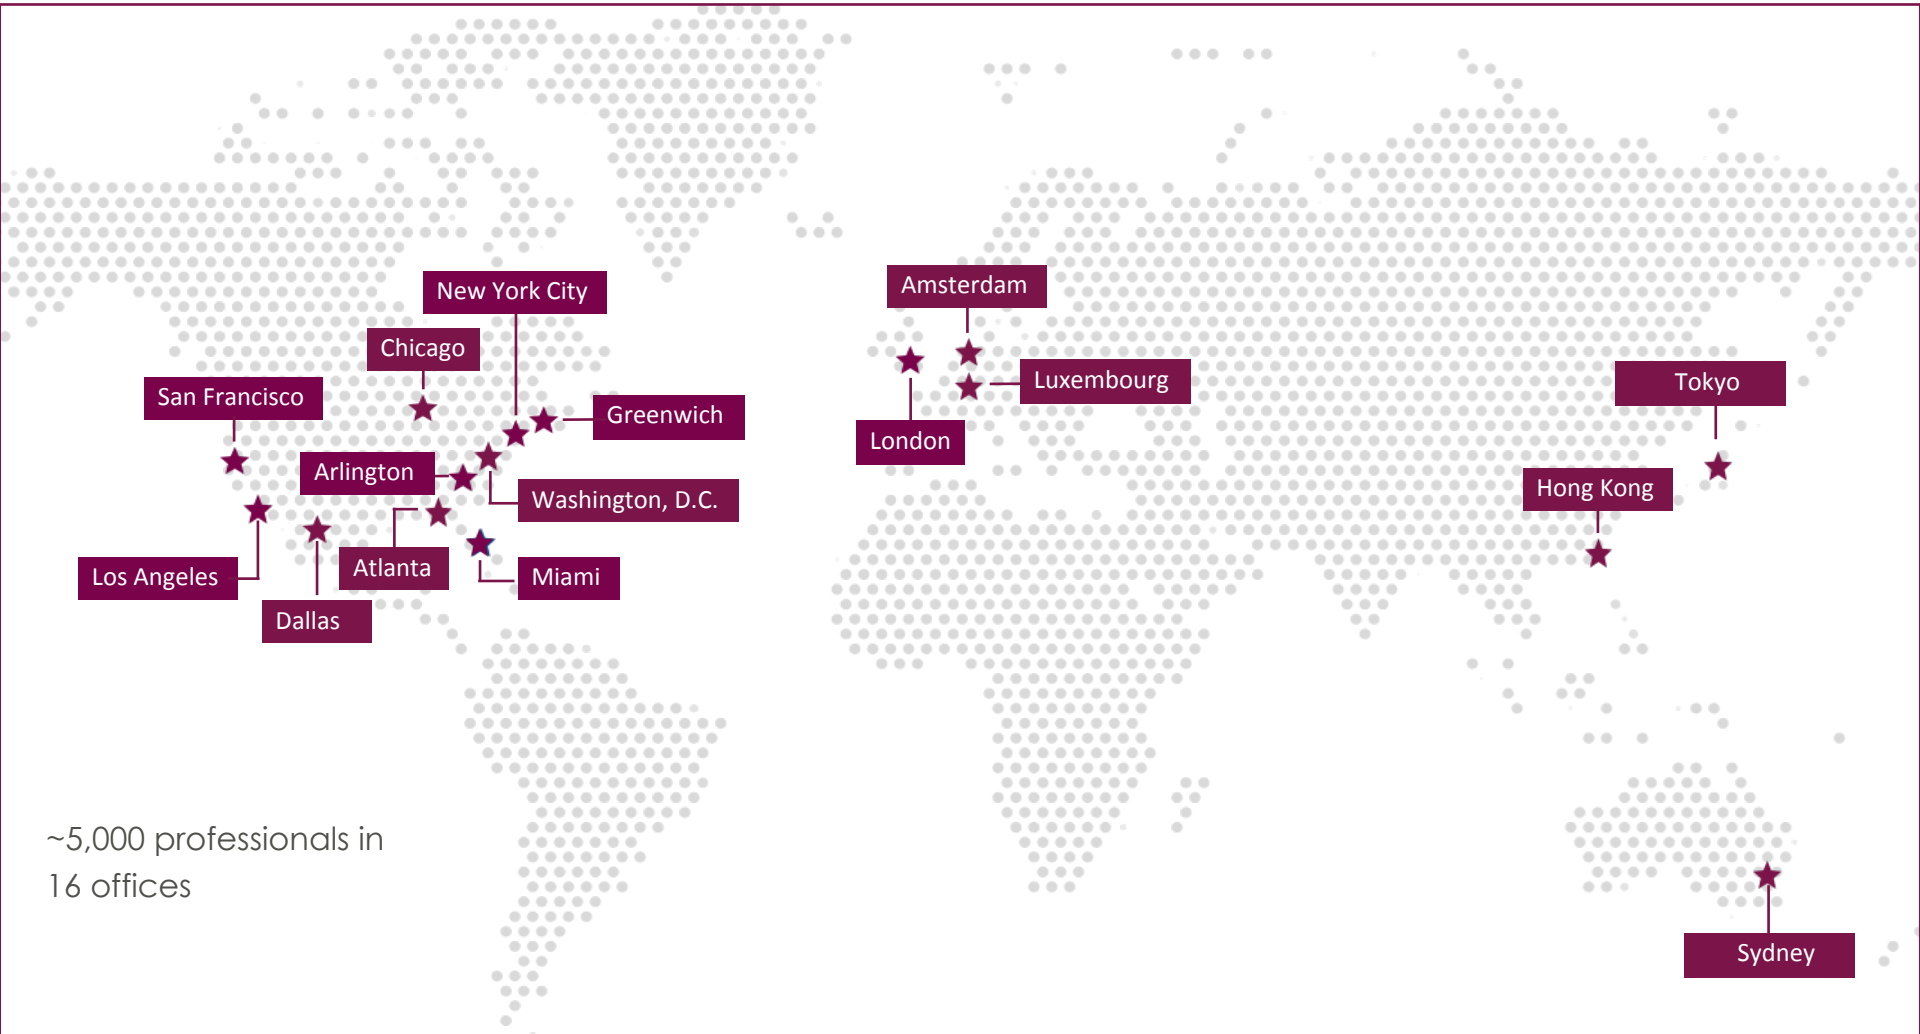 New York City
Amsterdam
Chicago
Luxembourg
Tokyo
San Francisco
Greenwich
London
Arlington
Hong Kong
Washington, D.C.
Los Angeles
Atlanta
Miami
Dallas
~5,000 professionals in
16 offices
Sydney